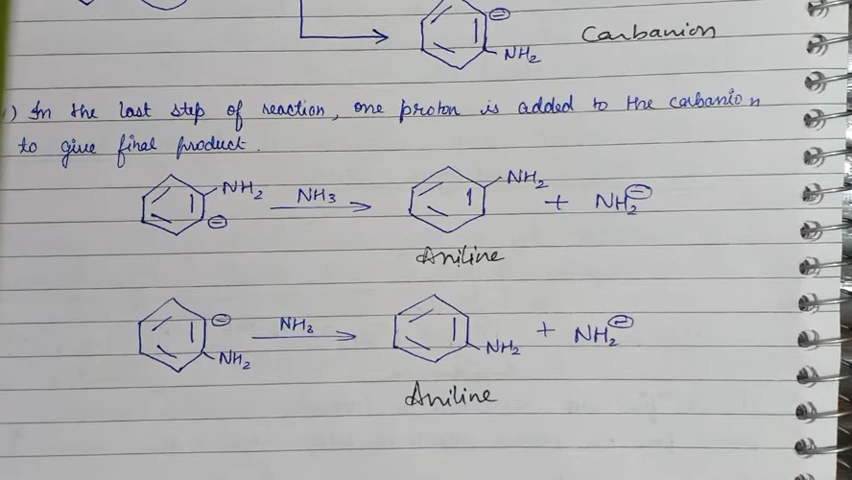 ⊖
NH₂ Carbanion
) In the last step of reaction, one proton is added to the carbanion
to give final product.
NH₂ NH₃ NH₂ + NH₂⊖
⊖
Aniline
⊖ NH₃ + NH₂⊖
NH₂ NH₂
Aniline